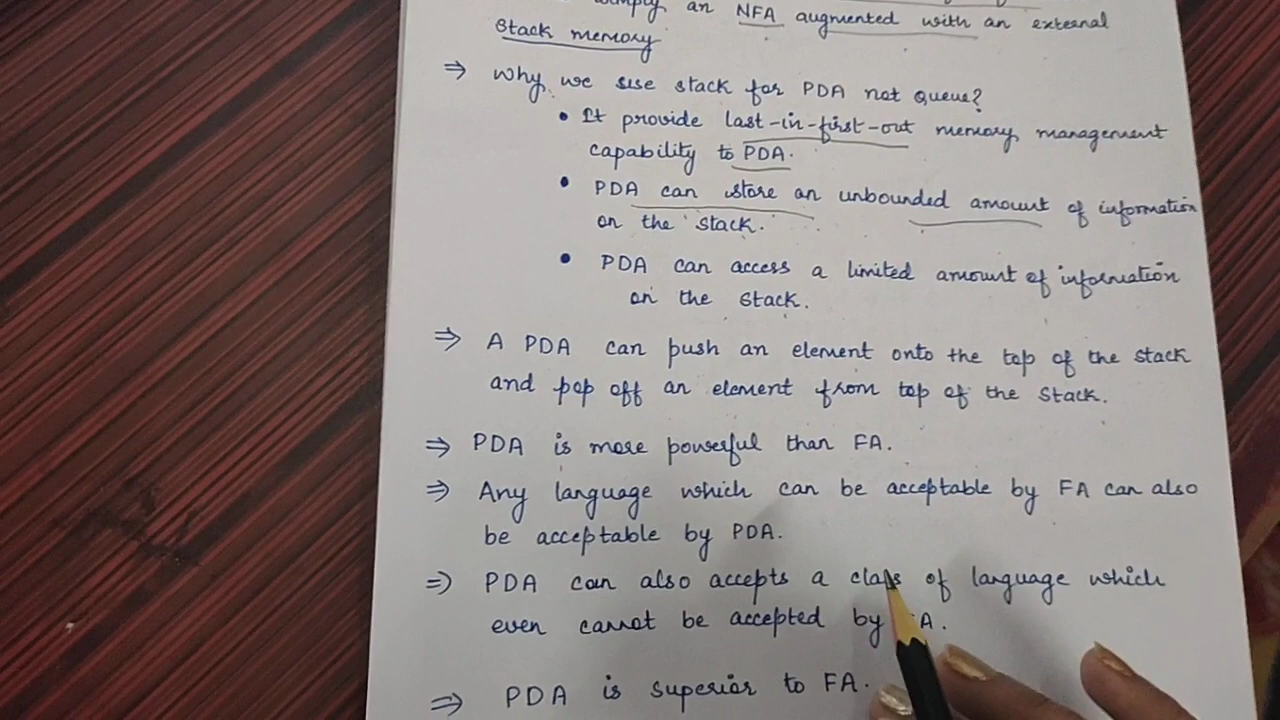 simply an NFA augmented with an external
stack memory
⇒ Why we use stack for PDA not Queue?
• It provide last-in-first-out memory management
capability to PDA.
• PDA can store an unbounded amount of information
on the stack.
• PDA can access a limited amount of information
on the stack.
⇒ A PDA can push an element onto the top of the stack
and pop off an element from top of the stack.
⇒ PDA is more powerful than FA.
⇒ Any language which can be acceptable by FA can also
be acceptable by PDA.
⇒ PDA can also accepts a class of language which
even cannot be accepted by FA.
⇒ PDA is superior to FA.